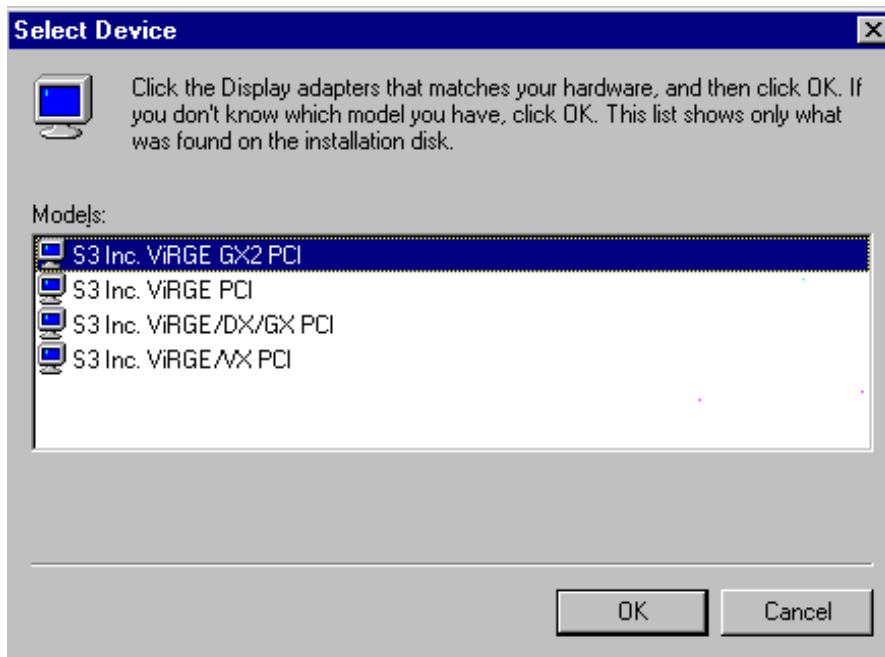 Select Device
Click the Display adapters that matches your hardware, and then click OK. If
you don't know which model you have, click OK. This list shows only what
was found on the installation disk.
Models:
S3 Inc. ViRGE GX2 PCI
S3 Inc. ViRGE PCI
S3 Inc. ViRGE/DX/GX PCI
S3 Inc. ViRGE/VX PCI
OK
Cancel